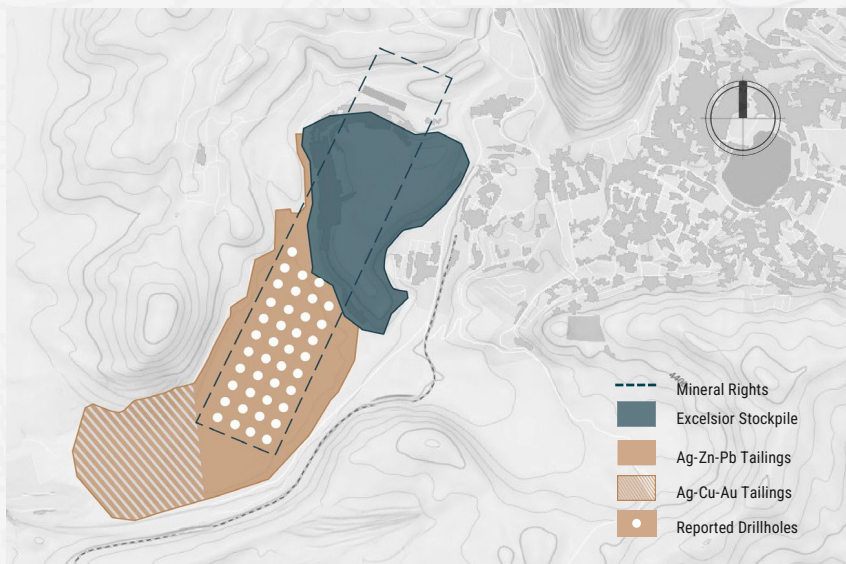 Mineral Rights
Excelsior Stockpile
Ag-Zn-Pb Tailings
Ag-Cu-Au Tailings
Reported Drillholes